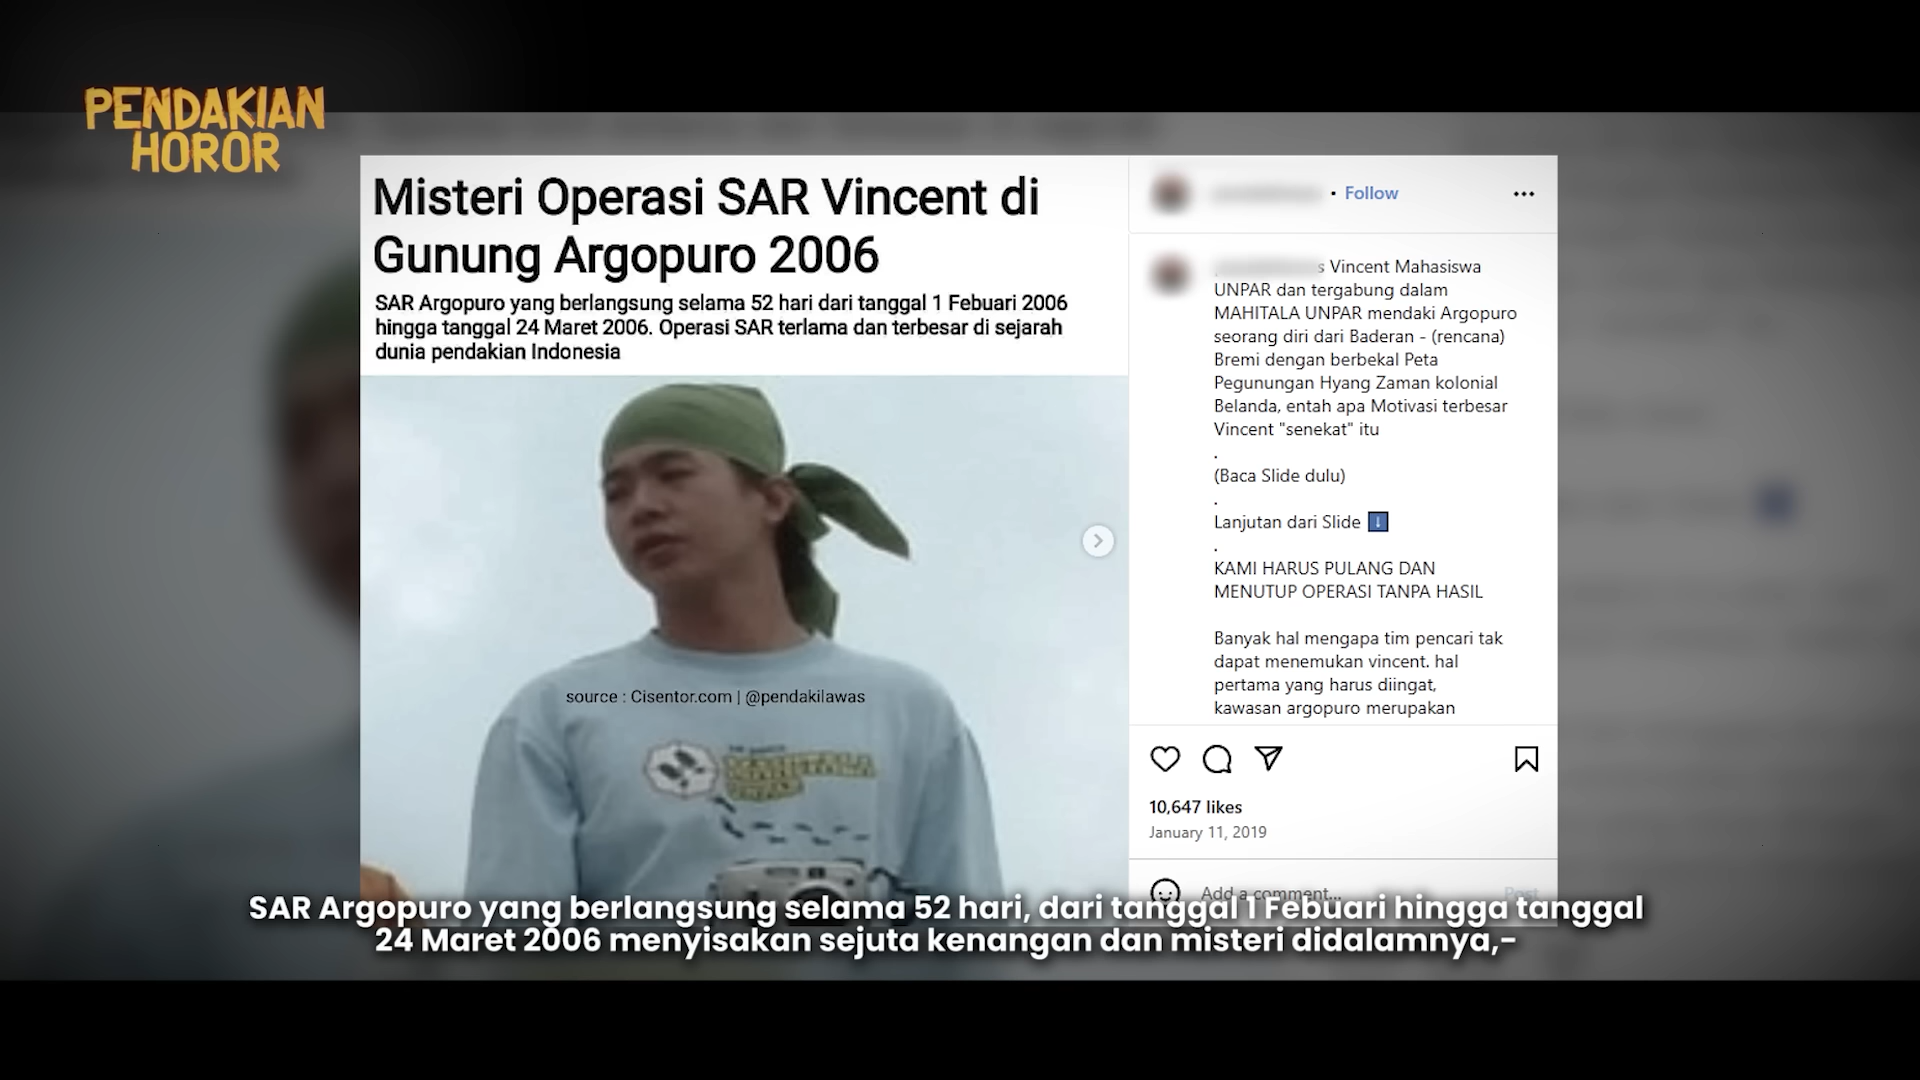 PENDAKIAN
HOROR
Misteri Operasi SAR Vincent di
Gunung Argopuro 2006
SAR Argopuro yang berlangsung selama 52 hari dari tanggal 1 Febuari 2006
hingga tanggal 24 Maret 2006. Operasi SAR terlama dan terbesar di sejarah
dunia pendakian Indonesia
source : Cisentor.com | @pendakilawas
MAHITALA
UNPAR
• Follow
s Vincent Mahasiswa
UNPAR dan tergabung dalam
MAHITALA UNPAR mendaki Argopuro
seorang diri dari Baderan - (rencana)
Bremi dengan berbekal Peta
Pegunungan Hyang Zaman kolonial
Belanda, entah apa Motivasi terbesar
Vincent "senekat" itu
.
(Baca Slide dulu)
.
Lanjutan dari Slide ⬇️
.
KAMI HARUS PULANG DAN
MENUTUP OPERASI TANPA HASIL
Banyak hal mengapa tim pencari tak
dapat menemukan vincent. hal
pertama yang harus diingat,
kawasan argopuro merupakan
10,647 likes
January 11, 2019
Add a comment... Post
SAR Argopuro yang berlangsung selama 52 hari, dari tanggal 1 Febuari hingga tanggal
24 Maret 2006 menyisakan sejuta kenangan dan misteri didalamnya,-